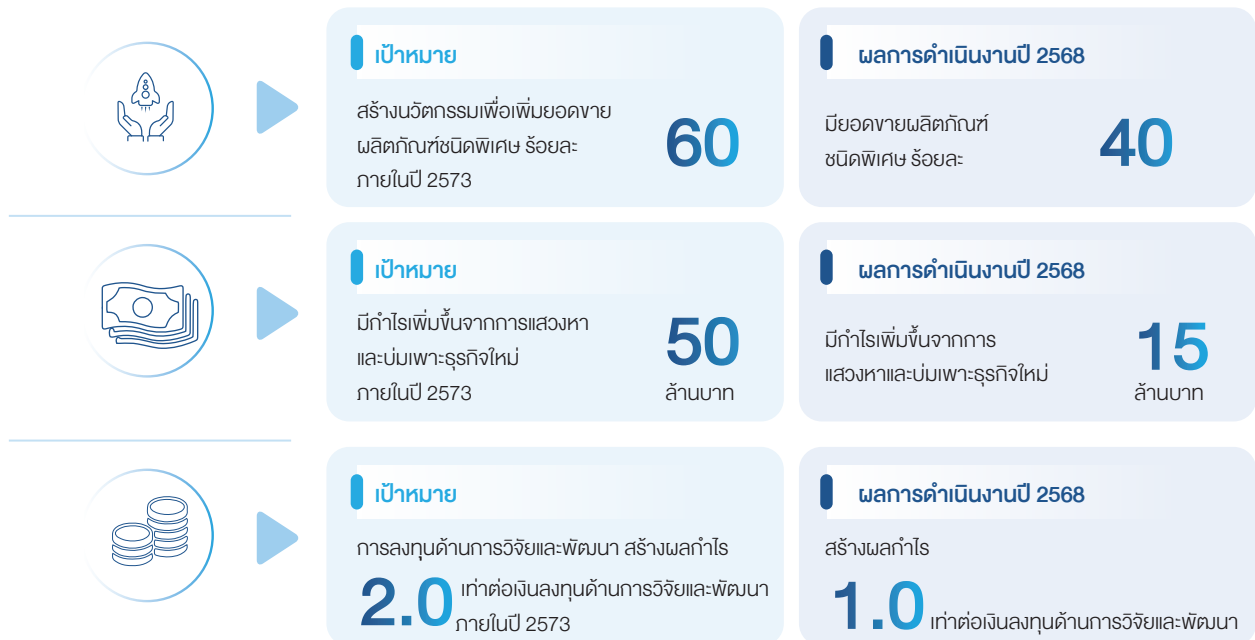 เป้าหมาย
สร้างนวัตกรรมเพื่อเพิ่มยอดขาย
ผลิตภัณฑ์ชนิดพิเศษ ร้อยละ
ภายในปี 2573
60
ผลการดำเนินงานปี 2568
มียอดขายผลิตภัณฑ์
ชนิดพิเศษ ร้อยละ
40
เป้าหมาย
มีกำไรเพิ่มขึ้นจากการแสวงหา
และบ่มเพาะธุรกิจใหม่
ภายในปี 2573
50
ล้านบาท
ผลการดำเนินงานปี 2568
มีกำไรเพิ่มขึ้นจากการ
แสวงหาและบ่มเพาะธุรกิจใหม่
15
ล้านบาท
เป้าหมาย
การลงทุนด้านการวิจัยและพัฒนา สร้างผลกำไร
2.0 เท่าต่อเงินลงทุนด้านการวิจัยและพัฒนา
ภายในปี 2573
ผลการดำเนินงานปี 2568
สร้างผลกำไร
1.0 เท่าต่อเงินลงทุนด้านการวิจัยและพัฒนา